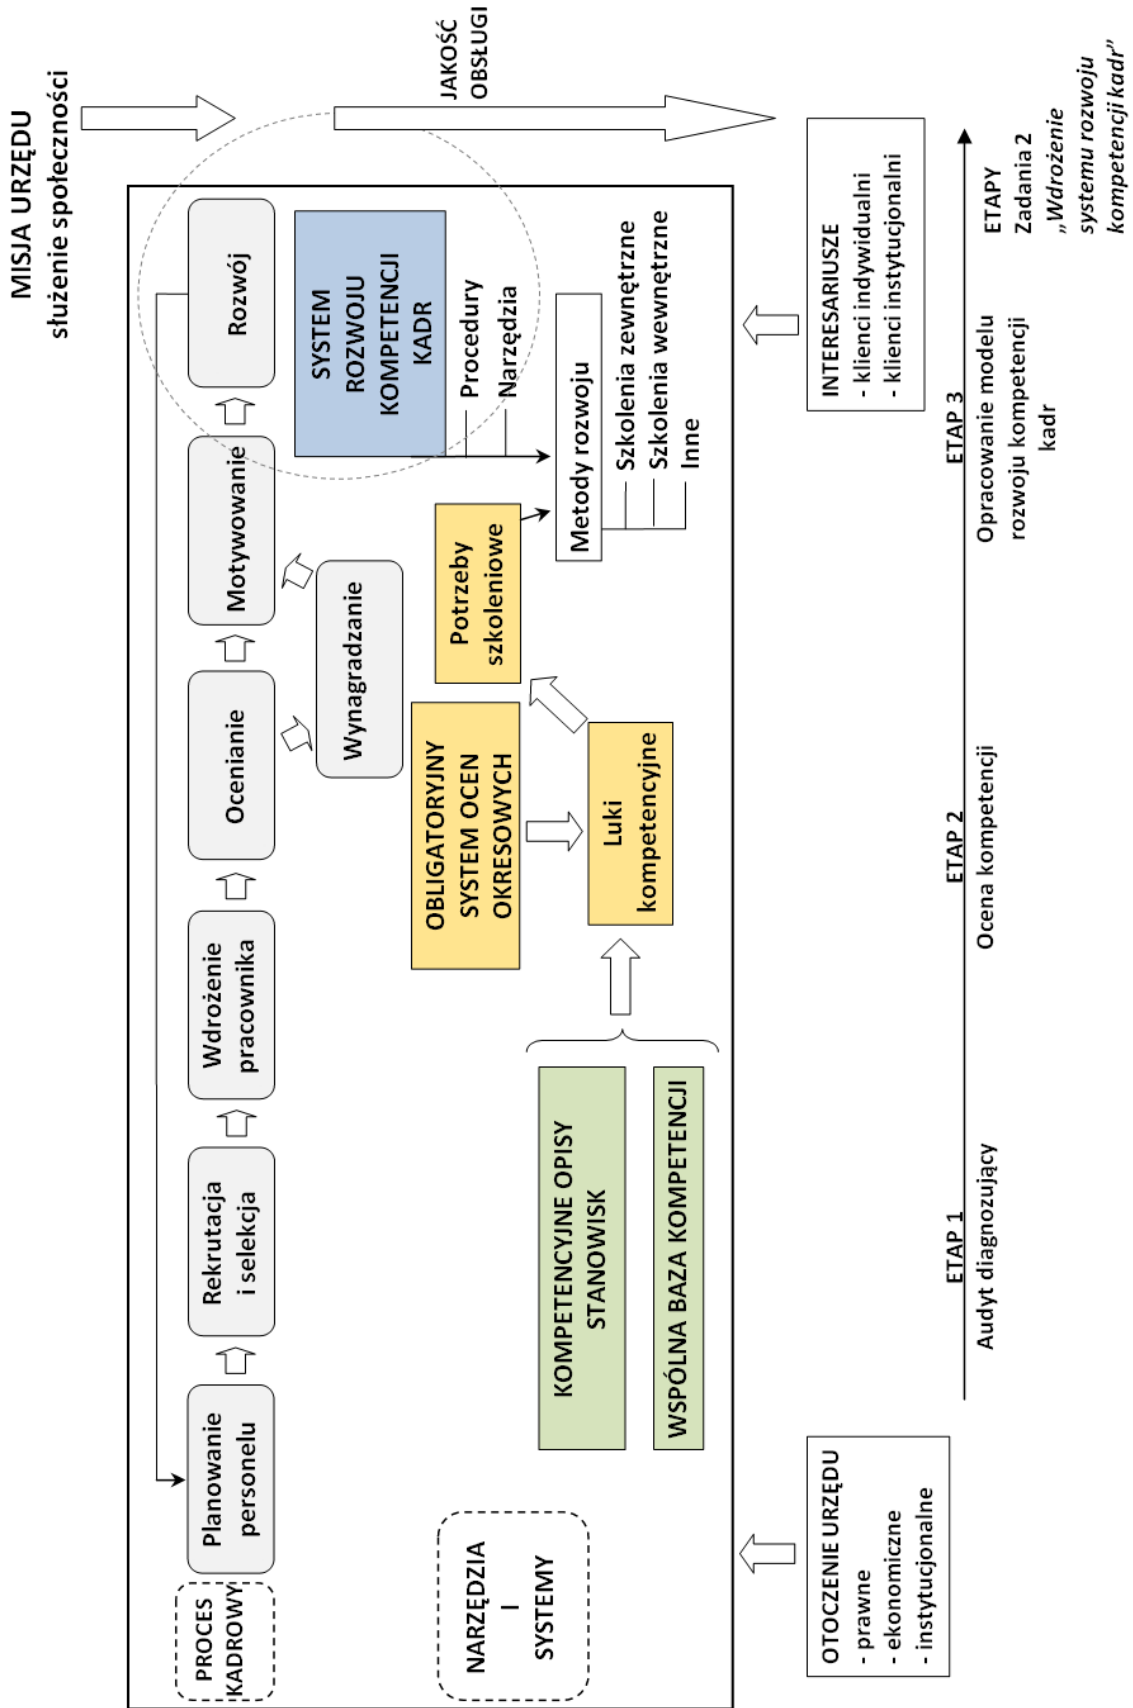 MISJA URZĘDU
służenie społeczności
PROCES
KADROWY
Planowanie
personelu
Rekrutacja
i selekcja
Wdrożenie
pracownika
Ocenianie
Motywowanie
Rozwój
Wynagradzanie
JAKOŚĆ
OBSŁUGI
NARZĘDZIA
I
SYSTEMY
KOMPETENCYJNE OPISY
STANOWISK
WSPÓLNA BAZA KOMPETENCJI
OBLIGATORYJNY
SYSTEM OCEN
OKRESOWYCH
Luki
kompetencyjne
Potrzeby
szkoleniowe
SYSTEM
ROZWOJU
KOMPETENCJI
KADR
Procedury
Narzędzia
Metody rozwoju
Szkolenia zewnętrzne
Szkolenia wewnętrzne
Inne
OTOCZENIE URZĘDU
- prawne
- ekonomiczne
- instytucjonalne
INTERESARIUSZE
- klienci indywidualni
- klienci instytucjonalni
ETAP 1
Audyt diagnozujący
ETAP 2
Ocena kompetencji
ETAP 3
Opracowanie modelu
rozwoju kompetencji
kadr
ETAPY
Zadania 2
„Wdrożenie
systemu rozwoju
kompetencji kadr”